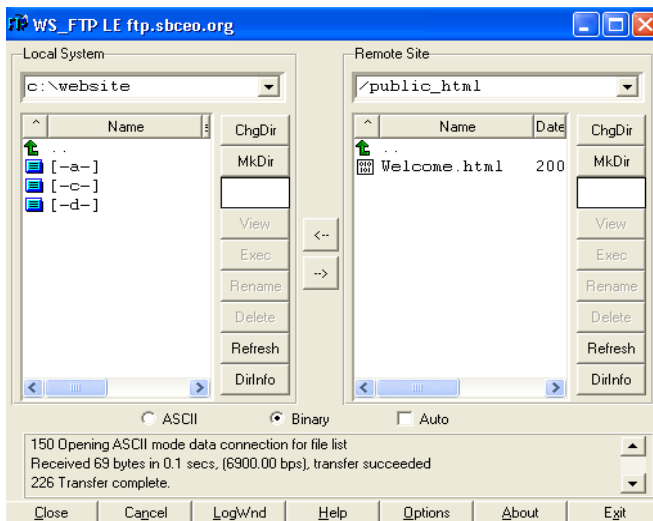 WS_FTP LE ftp.sbceo.org
Local System
c:\website
^ Name
..
[-a-]
[-c-]
[-d-]
ChgDir
MkDir
View
Exec
Rename
Delete
Refresh
DirInfo
<--
-->
Remote Site
/public_html
^ Name Date
..
Welcome.html 200
ChgDir
MkDir
View
Exec
Rename
Delete
Refresh
DirInfo
ASCII Binary Auto
150 Opening ASCII mode data connection for file list
Received 69 bytes in 0.1 secs, (6900.00 bps), transfer succeeded
226 Transfer complete.
Close Cancel LogWnd Help Options About Exit